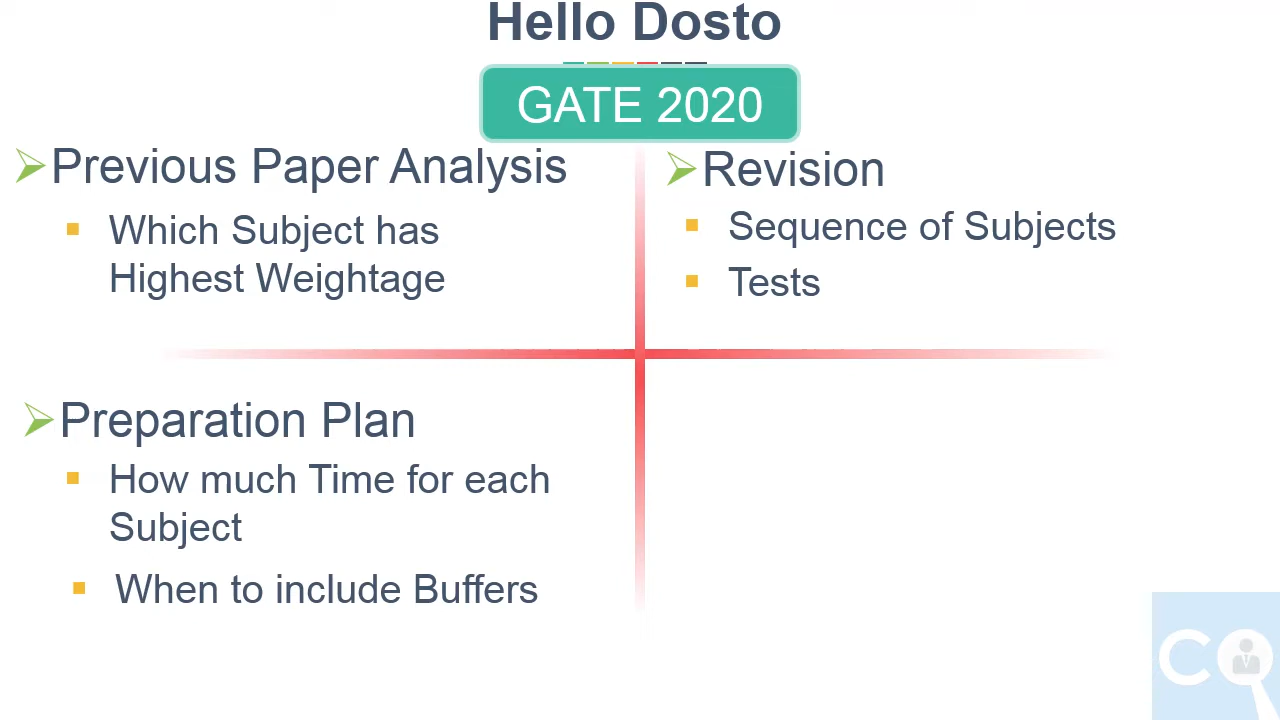 Hello Dosto
GATE 2020
Previous Paper Analysis
Which Subject has
Highest Weightage
Revision
Sequence of Subjects
Tests
Preparation Plan
How much Time for each
Subject
When to include Buffers
CQ